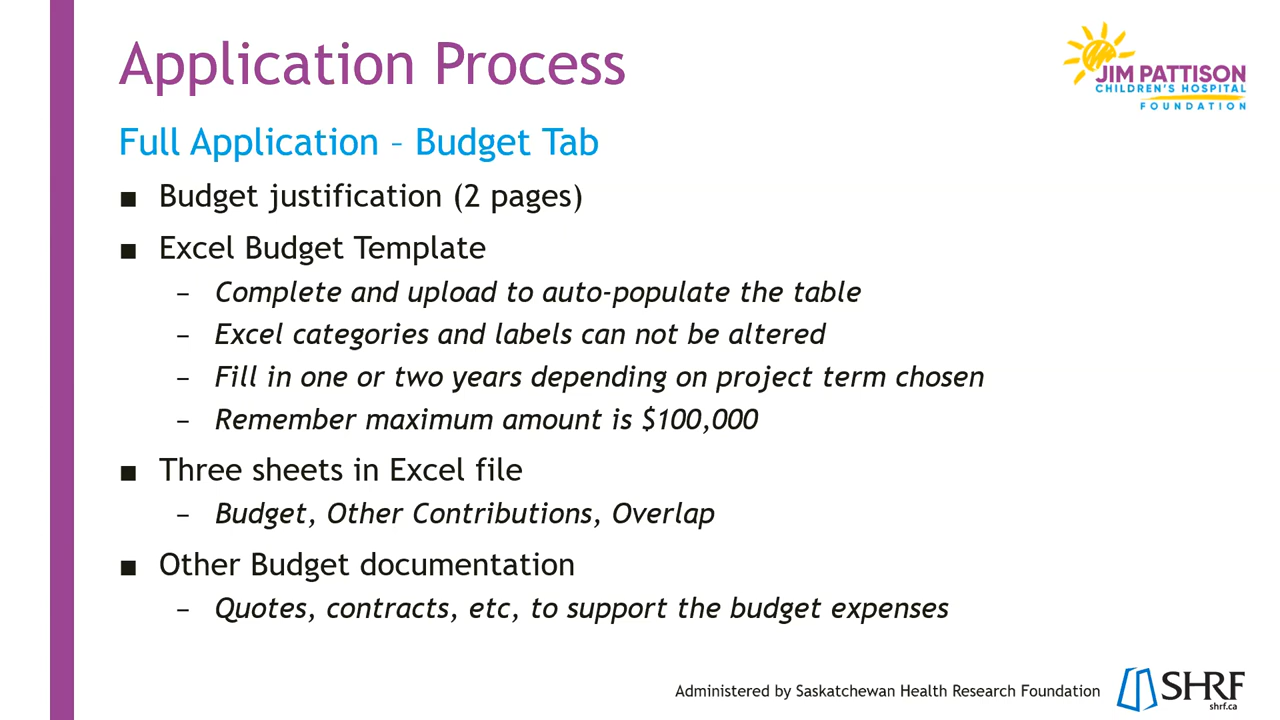 Application Process
JIM PATTISON
CHILDREN'S HOSPITAL
FOUNDATION
Full Application – Budget Tab
■ Budget justification (2 pages)
■ Excel Budget Template
– Complete and upload to auto-populate the table
– Excel categories and labels can not be altered
– Fill in one or two years depending on project term chosen
– Remember maximum amount is $100,000
■ Three sheets in Excel file
– Budget, Other Contributions, Overlap
■ Other Budget documentation
– Quotes, contracts, etc, to support the budget expenses
Administered by Saskatchewan Health Research Foundation
SHRF
shrf.ca